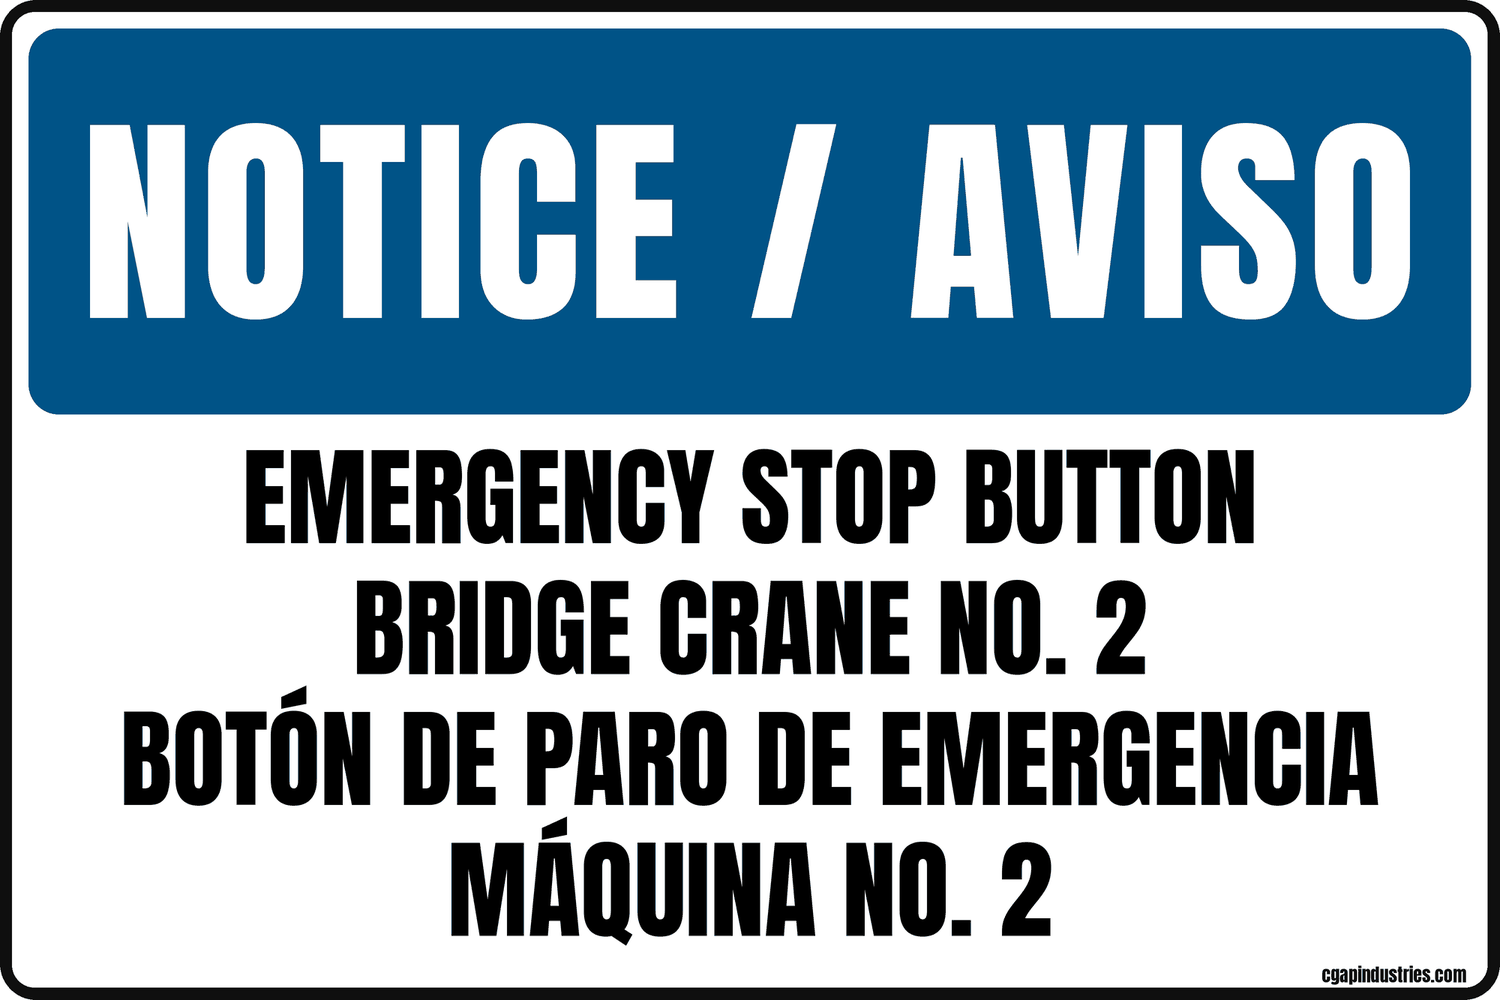 NOTICE / AVISO
EMERGENCY STOP BUTTON
BRIDGE CRANE NO. 2
BOTÓN DE PARO DE EMERGENCIA
MÁQUINA NO. 2
cgapindustries.com